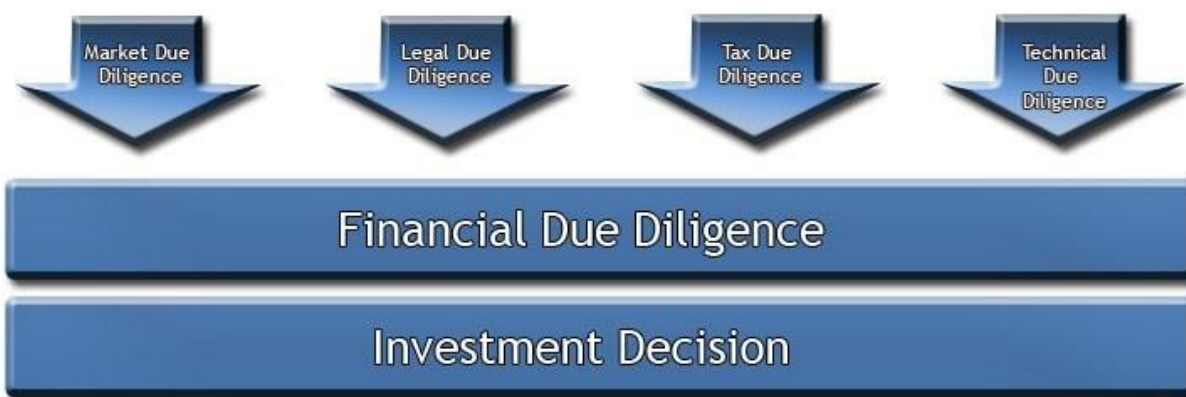 Market Due
Diligence
Legal Due
Diligence
Tax Due
Diligence
Technical
Due
Diligence
Financial Due Diligence
Investment Decision